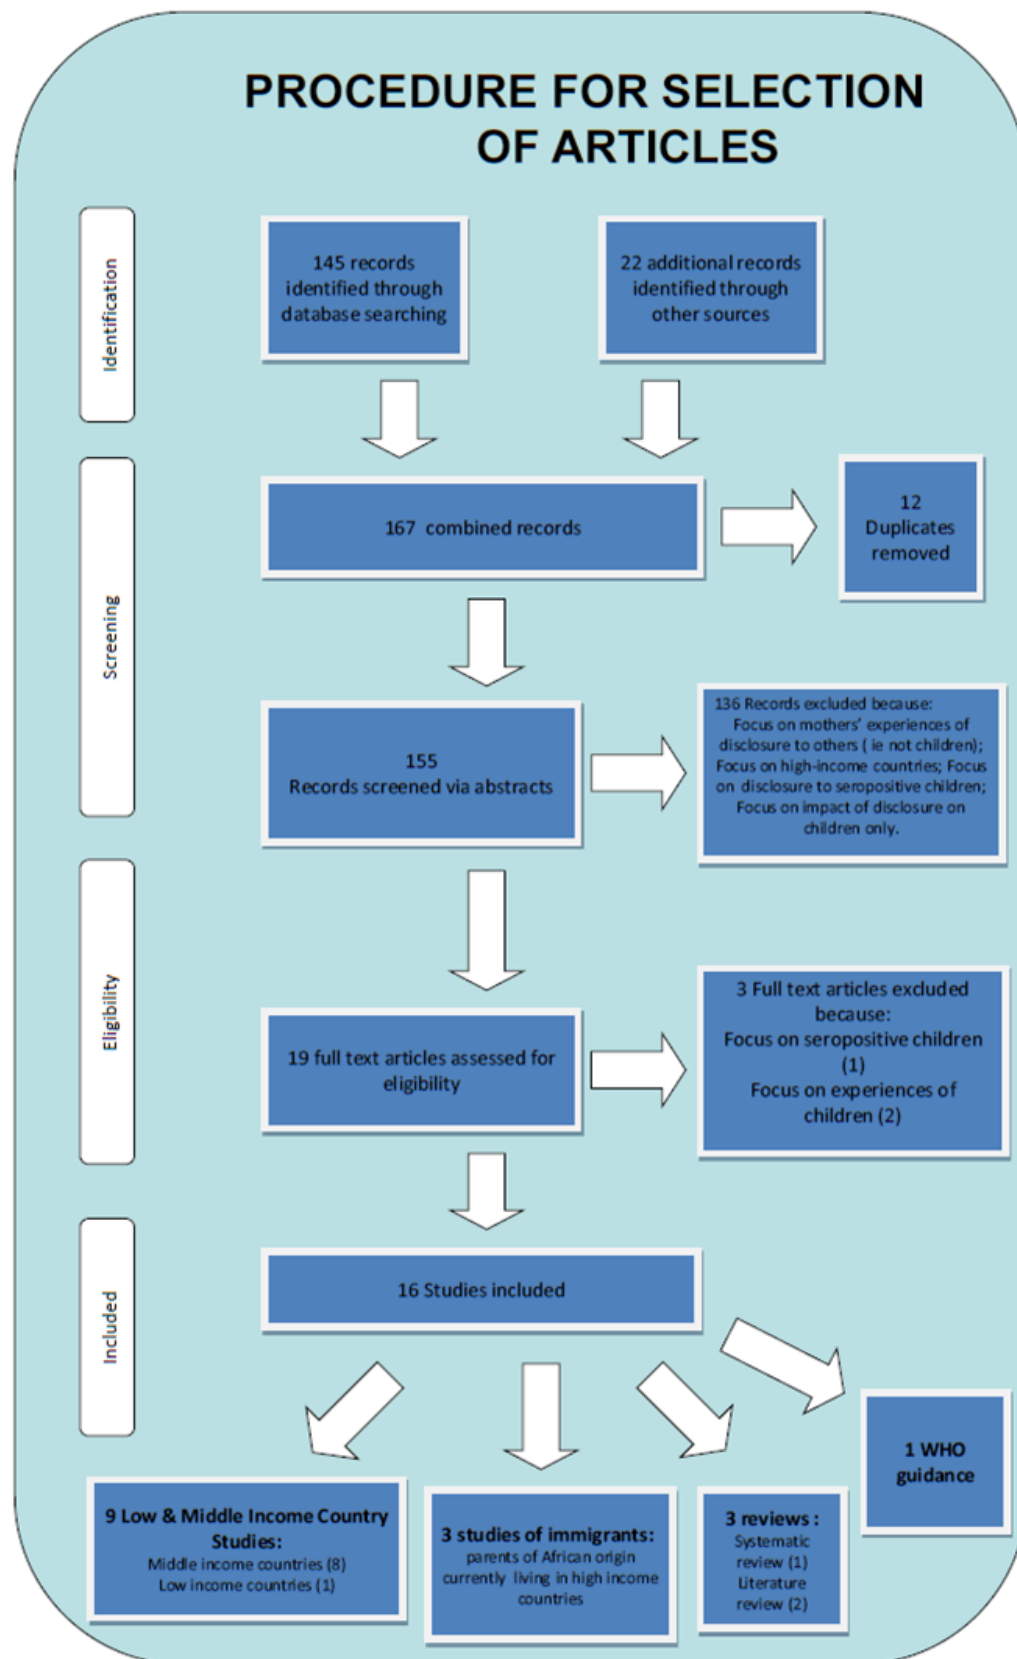 PROCEDURE FOR SELECTION
OF ARTICLES
Identification
145 records
identified through
database searching
22 additional records
identified through
other sources
Screening
167 combined records
12
Duplicates
removed
155
Records screened via abstracts
136 Records excluded because:
Focus on mothers' experiences of
disclosure to others ( ie not children);
Focus on high-income countries; Focus
on disclosure to seropositive children;
Focus on impact of disclosure on
children only.
Eligibility
19 full text articles assessed for
eligibility
3 Full text articles excluded
because:
Focus on seropositive children
(1)
Focus on experiences of
children (2)
Included
16 Studies included
9 Low & Middle Income Country
Studies:
Middle income countries (8)
Low income countries (1)
3 studies of immigrants:
parents of African origin
currently living in high income
countries
3 reviews :
Systematic
review (1)
Literature
review (2)
1 WHO
guidance